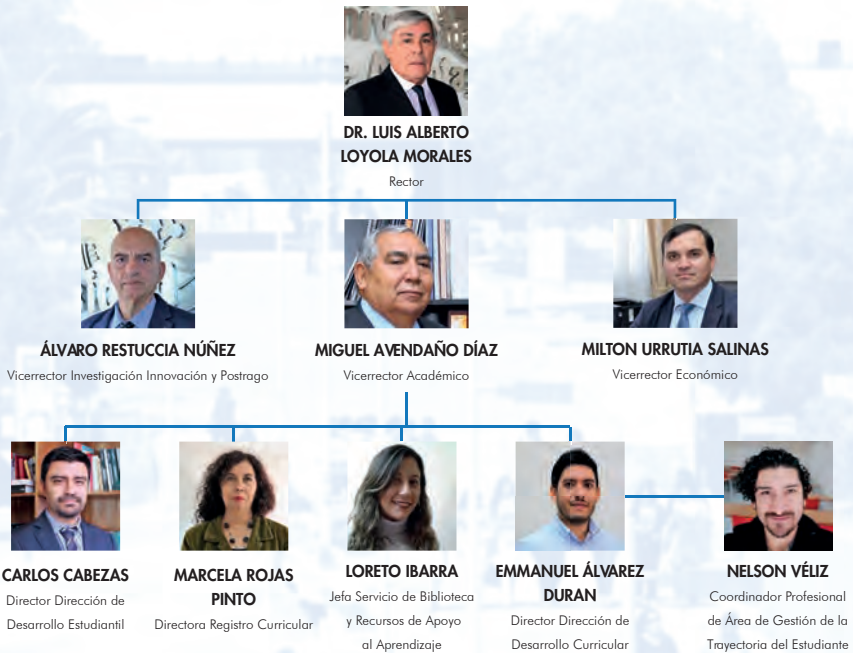 DR. LUIS ALBERTO
LOYOLA MORALES
Rector
ÁLVARO RESTUCCIA NÚÑEZ
Vicerrector Investigación Innovación y Postrago
MIGUEL AVENDAÑO DÍAZ
Vicerrector Académico
MILTON URRUTIA SALINAS
Vicerrector Económico
CARLOS CABEZAS
Director Dirección de
Desarrollo Estudiantil
MARCELA ROJAS
PINTO
Directora Registro Curricular
LORETO IBARRA
Jefa Servicio de Biblioteca
y Recursos de Apoyo
al Aprendizaje
EMMANUEL ÁLVAREZ
DURAN
Director Dirección de
Desarrollo Curricular
NELSON VÉLIZ
Coordinador Profesional
de Área de Gestión de la
Trayectoria del Estudiante